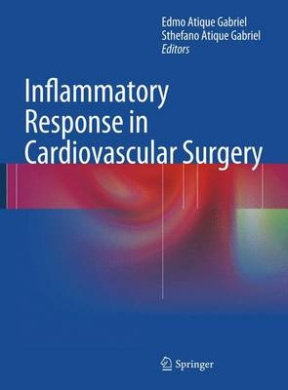 Edmo Atique Gabriel
Sthefano Atique Gabriel
Editors
Inflammatory
Response in
Cardiovascular Surgery
Springer